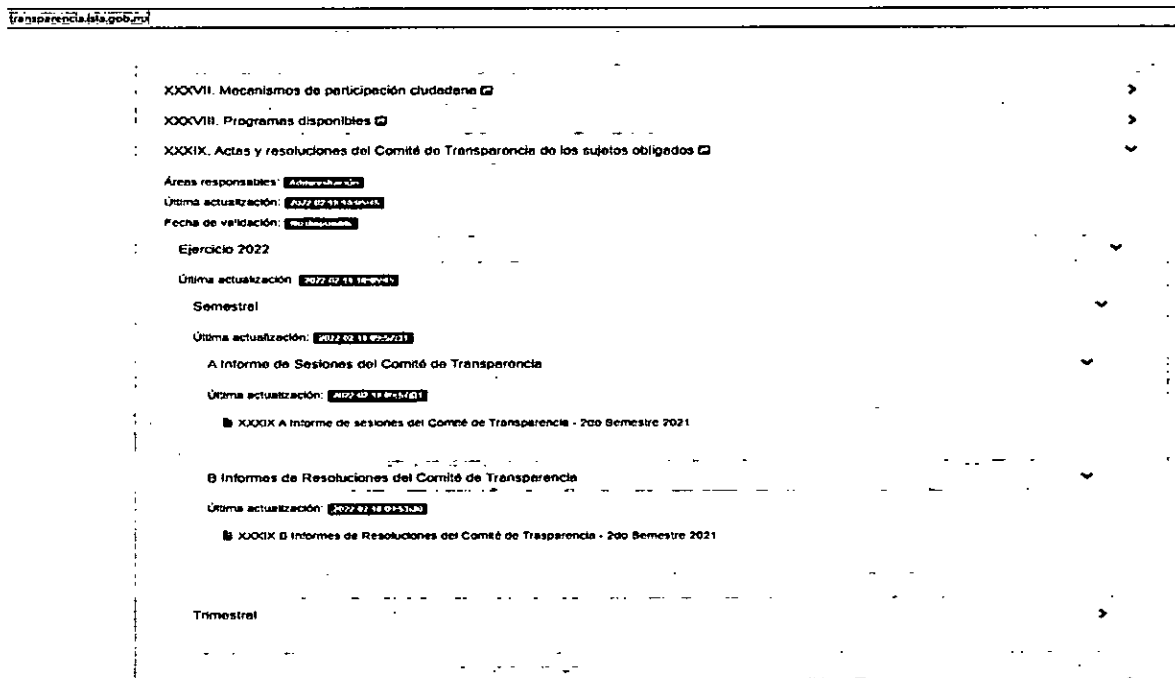 transparencia.isla.gob.mx
XXXVII. Mecanismos de participación ciudadana
XXXVIII. Programas disponibles
XXXIX. Actas y resoluciones del Comité de Transparencia de los sujetos obligados
Áreas responsables: Administración
Última actualización:
Fecha de validación: No disponible
Ejercicio 2022
Última actualización
Semestral
Última actualización:
A Informe de Sesiones del Comité de Transparencia
Última actualización:
XXXIX A Informe de sesiones del Comité de Transparencia - 2do Semestre 2021
B Informes de Resoluciones del Comité de Transparencia
Última actualización:
XXXIX B Informes de Resoluciones del Comité de Trasparencia - 2do Semestre 2021
Trimestral